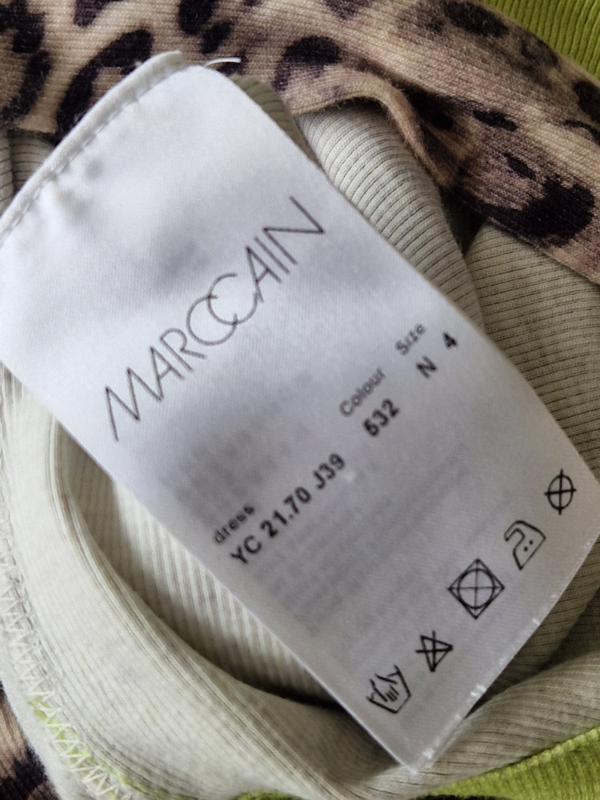 MARCCAIN
dress Colour Size
YC 21.70 J39 532 N 4